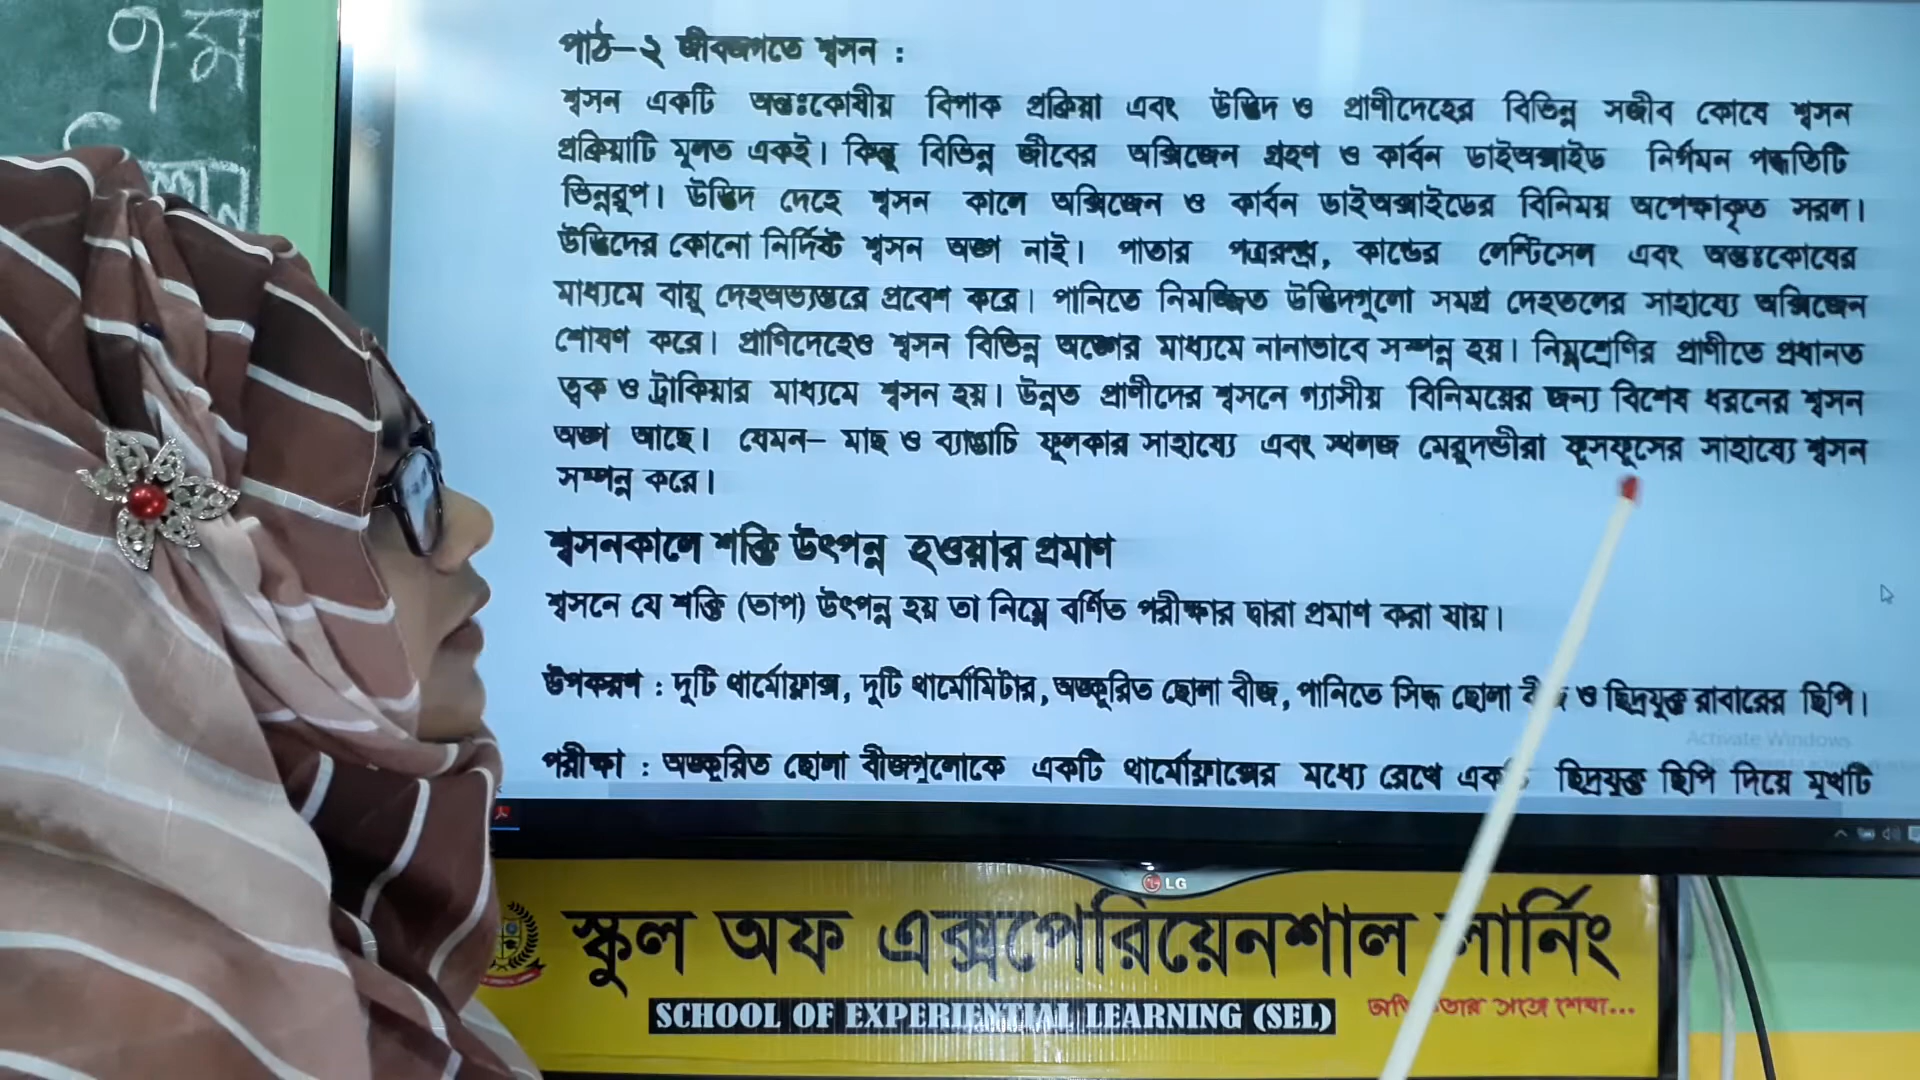 ৭ম
পাঠ-২ জীবজগতে শ্বসন :
শ্বসন একটি অন্তঃকোষীয় বিপাক প্রক্রিয়া এবং উদ্ভিদ ও প্রাণীদেহের বিভিন্ন সজীব কোষে শ্বসন
প্রক্রিয়াটি মূলত একই। কিন্তু বিভিন্ন জীবের অক্সিজেন গ্রহণ ও কার্বন ডাইঅক্সাইড নির্গমন পদ্ধতিটি
ভিন্নরূপ। উদ্ভিদ দেহে শ্বসন কালে অক্সিজেন ও কার্বন ডাইঅক্সাইডের বিনিময় অপেক্ষাকৃত সরল।
উদ্ভিদের কোনো নির্দিষ্ট শ্বসন অঙ্গ নাই। পাতার পত্ররন্ধ্র, কান্ডের লেন্টিসেল এবং অন্তঃকোষের
মাধ্যমে বায়ু দেহঅভ্যন্তরে প্রবেশ করে। পানিতে নিমজ্জিত উদ্ভিদগুলো সমগ্র দেহতলের সাহায্যে অক্সিজেন
শোষণ করে। প্রাণিদেহেও শ্বসন বিভিন্ন অঙ্গের মাধ্যমে নানাভাবে সম্পন্ন হয়। নিম্নশ্রেণির প্রাণীতে প্রধানত
ত্বক ও ট্রাকিয়ার মাধ্যমে শ্বসন হয়। উন্নত প্রাণীদের শ্বসনে গ্যাসীয় বিনিময়ের জন্য বিশেষ ধরনের শ্বসন
অঙ্গ আছে। যেমন- মাছ ও ব্যাঙাচি ফুলকার সাহায্যে এবং স্থলজ মেরুদন্ডীরা ফুসফুসের সাহায্যে শ্বসন
সম্পন্ন করে।
শ্বসনকালে শক্তি উৎপন্ন হওয়ার প্রমাণ
শ্বসনে যে শক্তি (তাপ) উৎপন্ন হয় তা নিম্নে বর্ণিত পরীক্ষার দ্বারা প্রমাণ করা যায়।
উপকরণ : দুটি থার্মোফ্লাক্স, দুটি থার্মোমিটার, অঙ্কুরিত ছোলা বীজ, পানিতে সিদ্ধ ছোলা বীজ ও ছিদ্রযুক্ত রাবারের ছিপি।
Activate Windows
পরীক্ষা : অঙ্কুরিত ছোলা বীজগুলোকে একটি থার্মোফ্লাক্সের মধ্যে রেখে একটি ছিদ্রযুক্ত ছিপি দিয়ে মুখটি
LG
স্কুল অফ এক্সপেরিয়েনশাল লার্নিং
SCHOOL OF EXPERIENTIAL LEARNING (SEL)
সাথে শেখা...